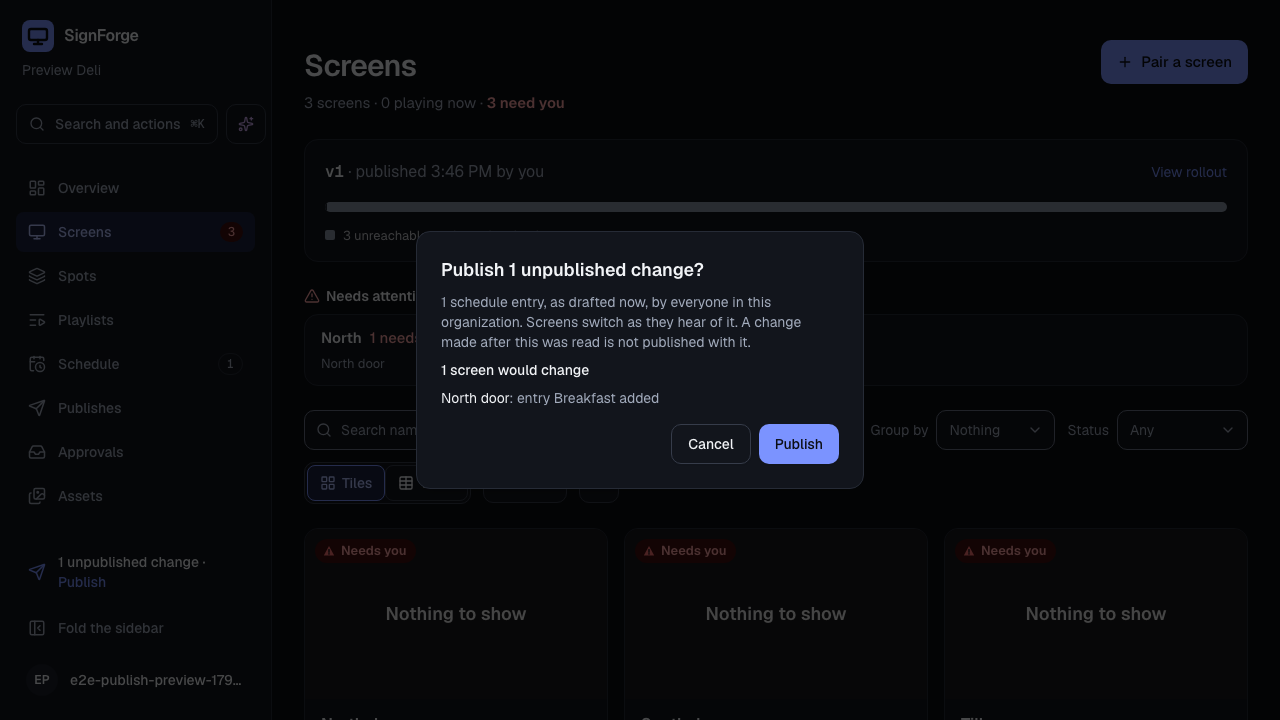 SignForge
Preview Deli
Search and actions ⌘K
Overview
Screens 3
Spots
Playlists
Schedule 1
Publishes
Approvals
Assets
1 unpublished change ·
Publish
Fold the sidebar
EP e2e-publish-preview-179…
Screens
Pair a screen
3 screens · 0 playing now · 3 need you
v1 · published 3:46 PM by you
View rollout
3 unreachabl
Needs attenti
North 1 needs
North door
Publish 1 unpublished change?
1 schedule entry, as drafted now, by everyone in this
organization. Screens switch as they hear of it. A change
made after this was read is not published with it.
1 screen would change
North door: entry Breakfast added
Cancel
Publish
Search nam
Group by Nothing
Status Any
Tiles
Needs you
Nothing to show
Needs you
Nothing to show
Needs you
Nothing to show